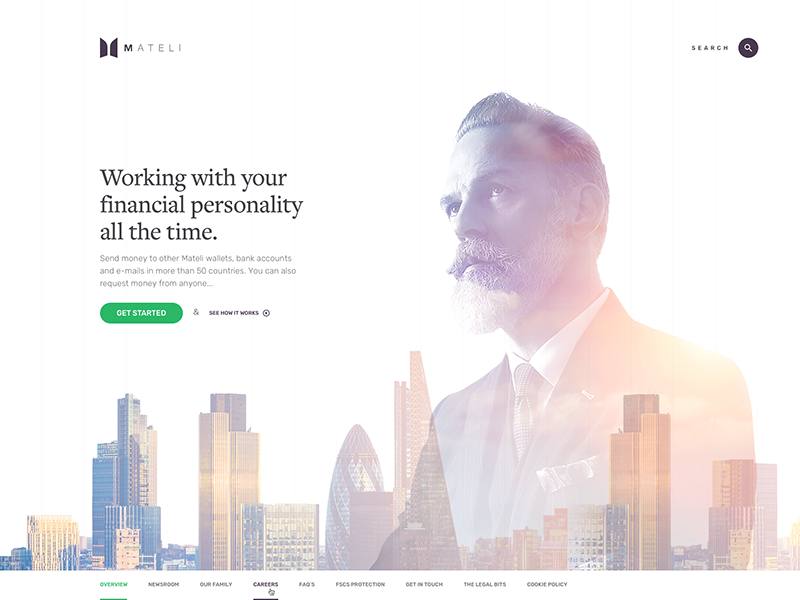 MATELI
SEARCH
Working with your
financial personality
all the time.
Send money to other Mateli wallets, bank accounts
and e-mails in more than 50 countries. You can also
request money from anyone...
GET STARTED & SEE HOW IT WORKS
OVERVIEW NEWSROOM OUR FAMILY CAREERS FAQ'S FSCS PROTECTION GET IN TOUCH THE LEGAL BITS COOKIE POLICY